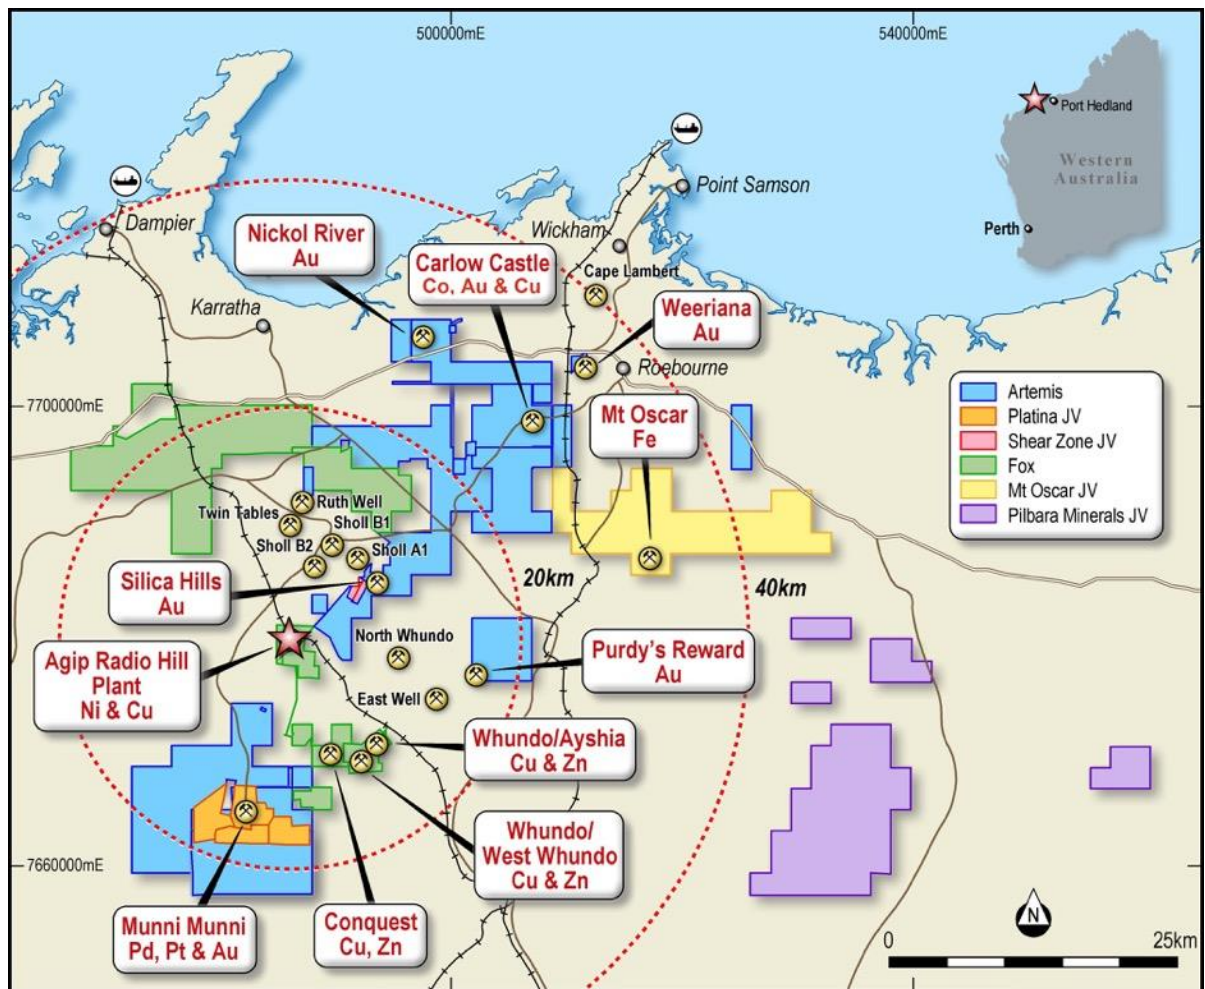 500000mE
540000mE
Port Hedland
Western
Australia
Perth
Point Samson
Dampier
Wickham
Nickol River
Au
Carlow Castle
Co, Au & Cu
Cape Lambert
Karratha
Weeriana
Au
Roebourne
7700000mE
Mt Oscar
Fe
Artemis
Platina JV
Shear Zone JV
Fox
Mt Oscar JV
Pilbara Minerals JV
Ruth Well
Twin Tables
Sholl B1
Sholl B2
Sholl A1
Silica Hills
Au
20km
40km
North Whundo
Agip Radio Hill
Plant
Ni & Cu
Purdy's Reward
Au
East Well
Whundo/Ayshia
Cu & Zn
Whundo/
West Whundo
Cu & Zn
7660000mE
Munni Munni
Pd, Pt & Au
Conquest
Cu, Zn
N
0
25km